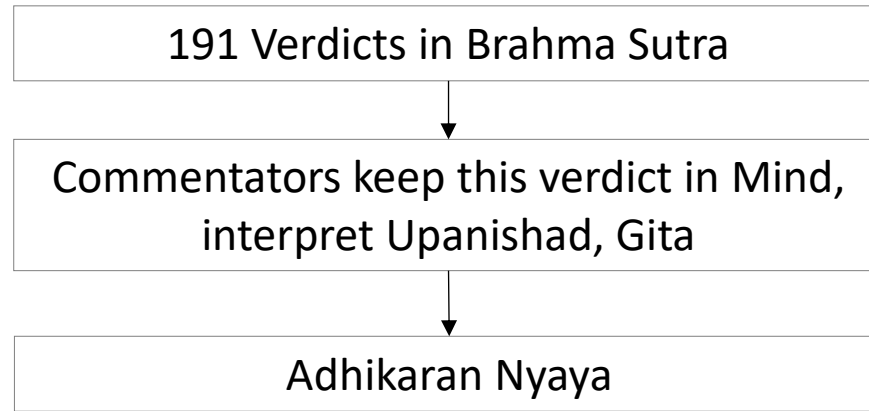 191 Verdicts in Brahma Sutra
Commentators keep this verdict in Mind,
interpret Upanishad, Gita
Adhikaran Nyaya